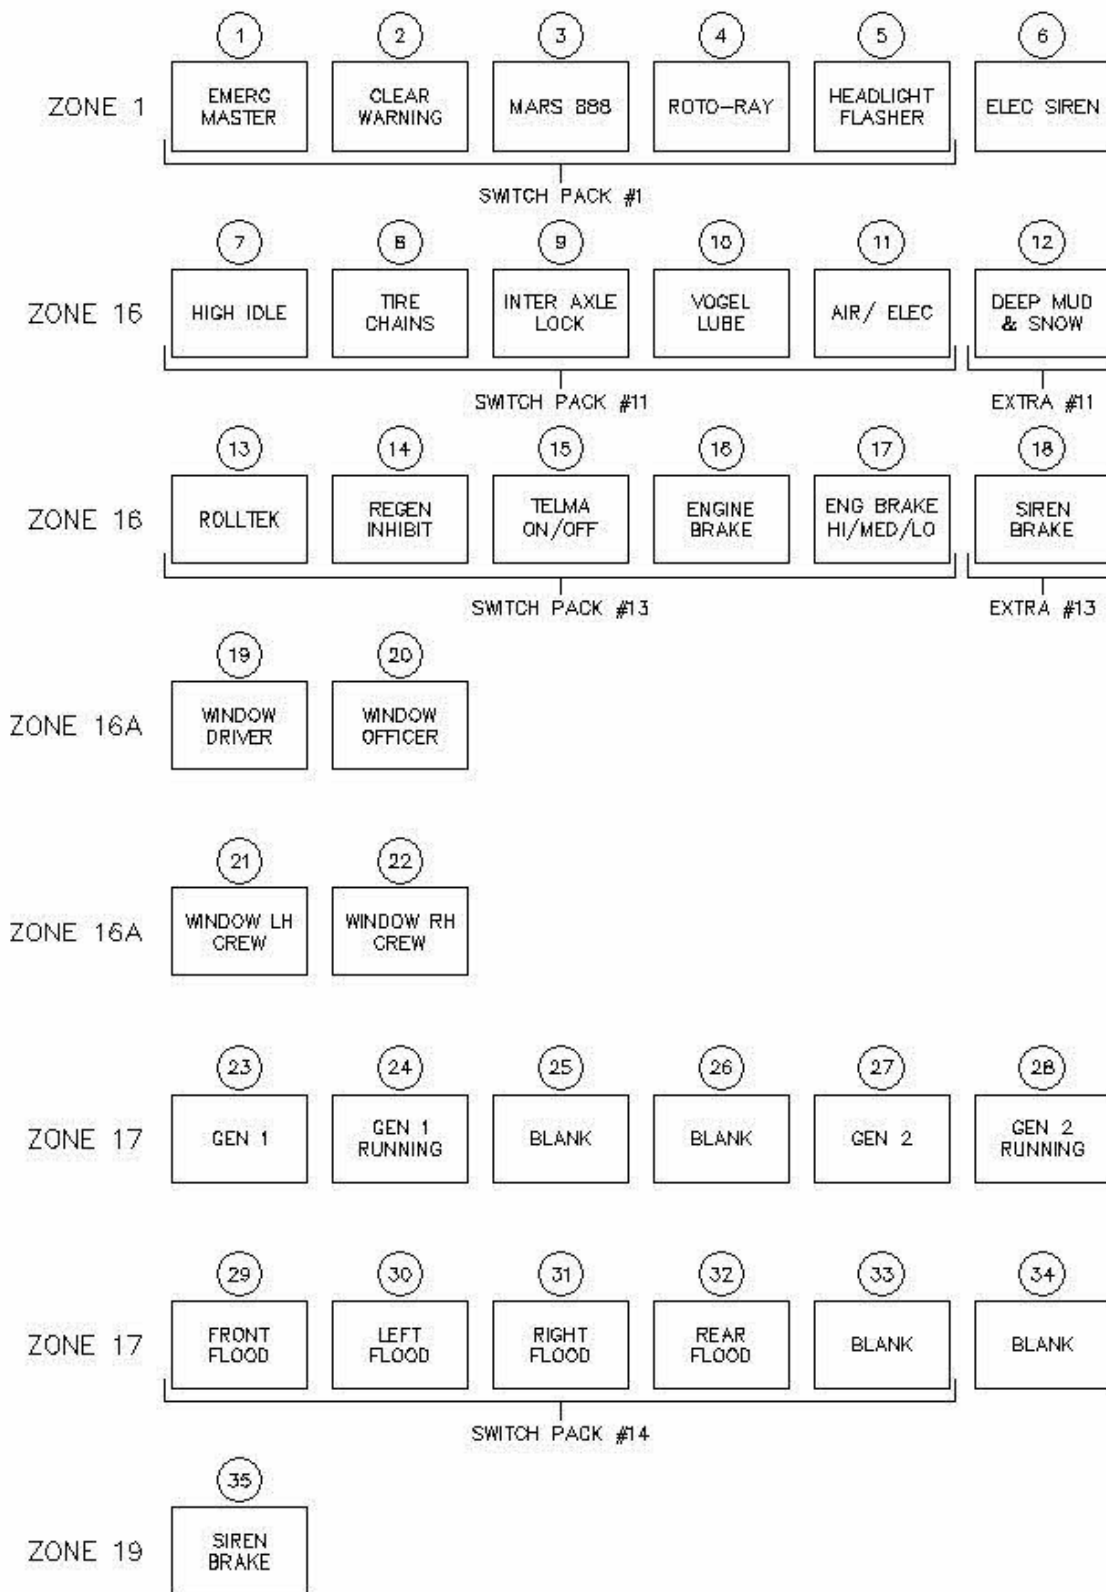 1 2 3 4 5 6
ZONE 1
EMERG MASTER
CLEAR WARNING
MARS 888
ROTO-RAY
HEADLIGHT FLASHER
ELEC SIREN
SWITCH PACK #1
7 8 9 10 11 12
ZONE 16
HIGH IDLE
TIRE CHAINS
INTER AXLE LOCK
VOGEL LUBE
AIR/ ELEC
DEEP MUD & SNOW
SWITCH PACK #11
EXTRA #11
13 14 15 16 17 18
ZONE 16
ROLLTEK
REGEN INHIBIT
TELMA ON/OFF
ENGINE BRAKE
ENG BRAKE HI/MED/LO
SIREN BRAKE
SWITCH PACK #13
EXTRA #13
19 20
ZONE 16A
WINDOW DRIVER
WINDOW OFFICER
21 22
ZONE 16A
WINDOW LH CREW
WINDOW RH CREW
23 24 25 26 27 28
ZONE 17
GEN 1
GEN 1 RUNNING
BLANK
BLANK
GEN 2
GEN 2 RUNNING
29 30 31 32 33 34
ZONE 17
FRONT FLOOD
LEFT FLOOD
RIGHT FLOOD
REAR FLOOD
BLANK
BLANK
SWITCH PACK #14
35
ZONE 19
SIREN BRAKE